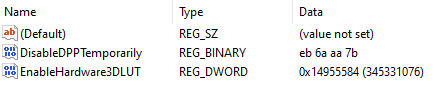 Name Type Data
(Default) REG_SZ (value not set)
DisableDPPTemporarily REG_BINARY eb 6a aa 7b
EnableHardware3DLUT REG_DWORD 0x14955584 (345331076)